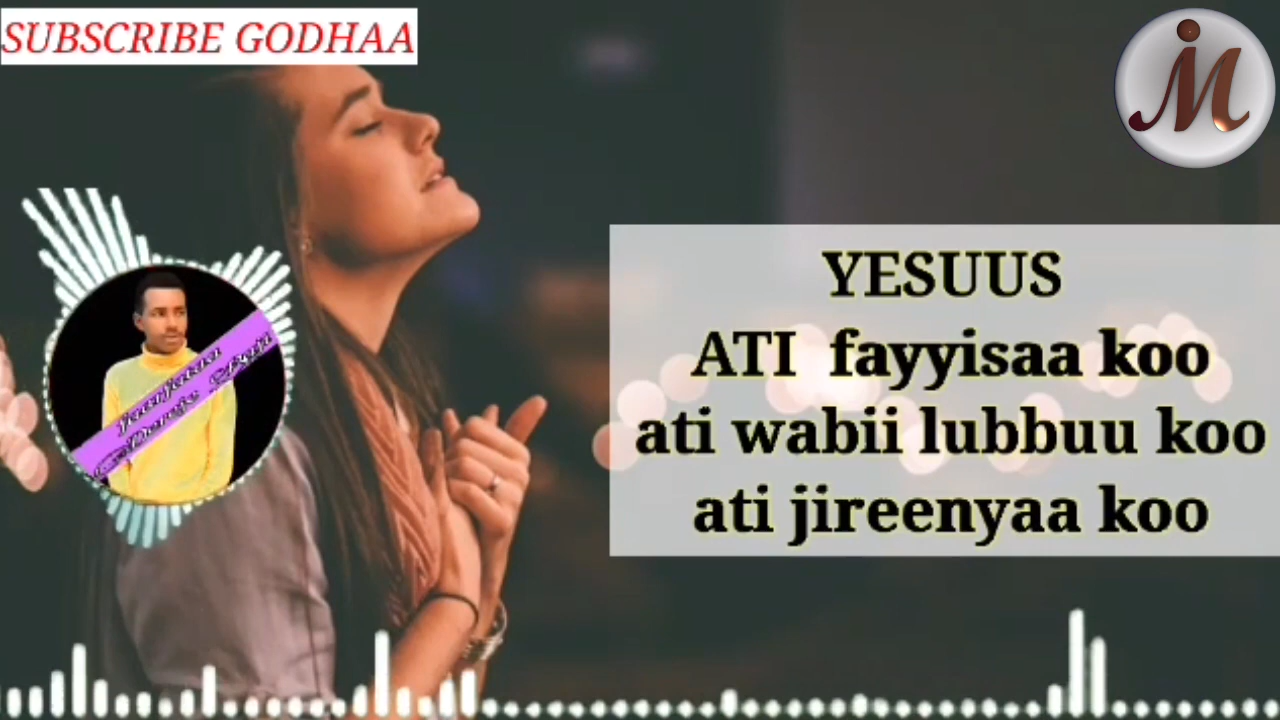 SUBSCRIBE GODHAA
YESUUS
ATI fayyisaa koo
ati wabii lubbuu koo
ati jireenyaa koo